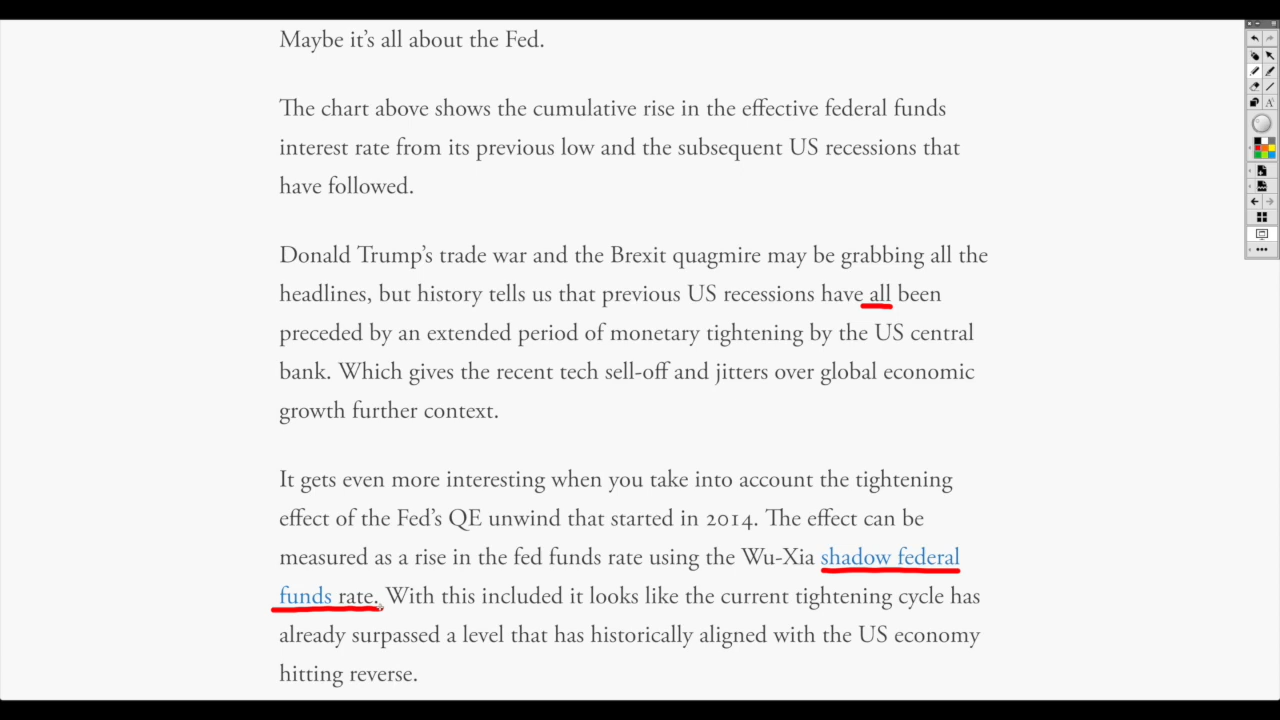 Maybe it’s all about the Fed.
The chart above shows the cumulative rise in the effective federal funds
interest rate from its previous low and the subsequent US recessions that
have followed.
Donald Trump’s trade war and the Brexit quagmire may be grabbing all the
headlines, but history tells us that previous US recessions have all been
preceded by an extended period of monetary tightening by the US central
bank. Which gives the recent tech sell-off and jitters over global economic
growth further context.
It gets even more interesting when you take into account the tightening
effect of the Fed’s QE unwind that started in 2014. The effect can be
measured as a rise in the fed funds rate using the Wu-Xia shadow federal
funds rate. With this included it looks like the current tightening cycle has
already surpassed a level that has historically aligned with the US economy
hitting reverse.